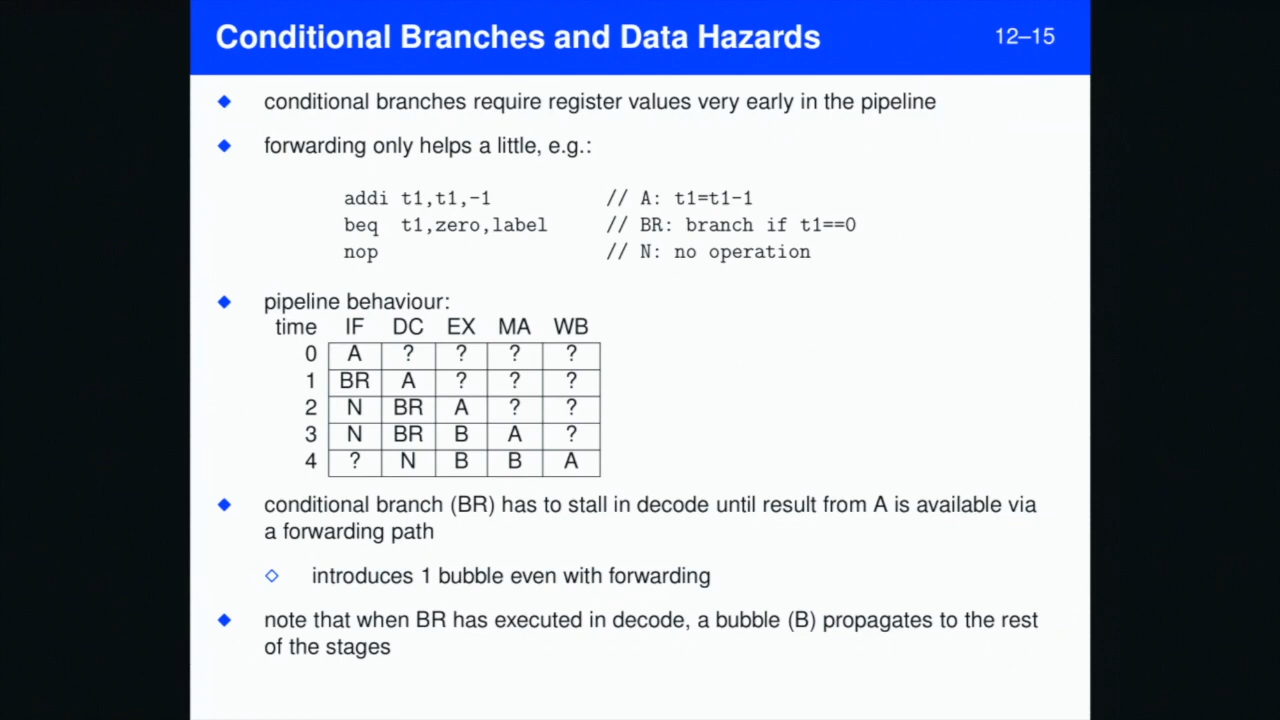 Conditional Branches and Data Hazards 12–15
conditional branches require register values very early in the pipeline
forwarding only helps a little, e.g.:
addi t1,t1,-1 // A: t1=t1-1
beq t1,zero,label // BR: branch if t1==0
nop // N: no operation
pipeline behaviour:
time IF DC EX MA WB
0 A ? ? ? ?
1 BR A ? ? ?
2 N BR A ? ?
3 N BR B A ?
4 ? N B B A
conditional branch (BR) has to stall in decode until result from A is available via
a forwarding path
introduces 1 bubble even with forwarding
note that when BR has executed in decode, a bubble (B) propagates to the rest
of the stages